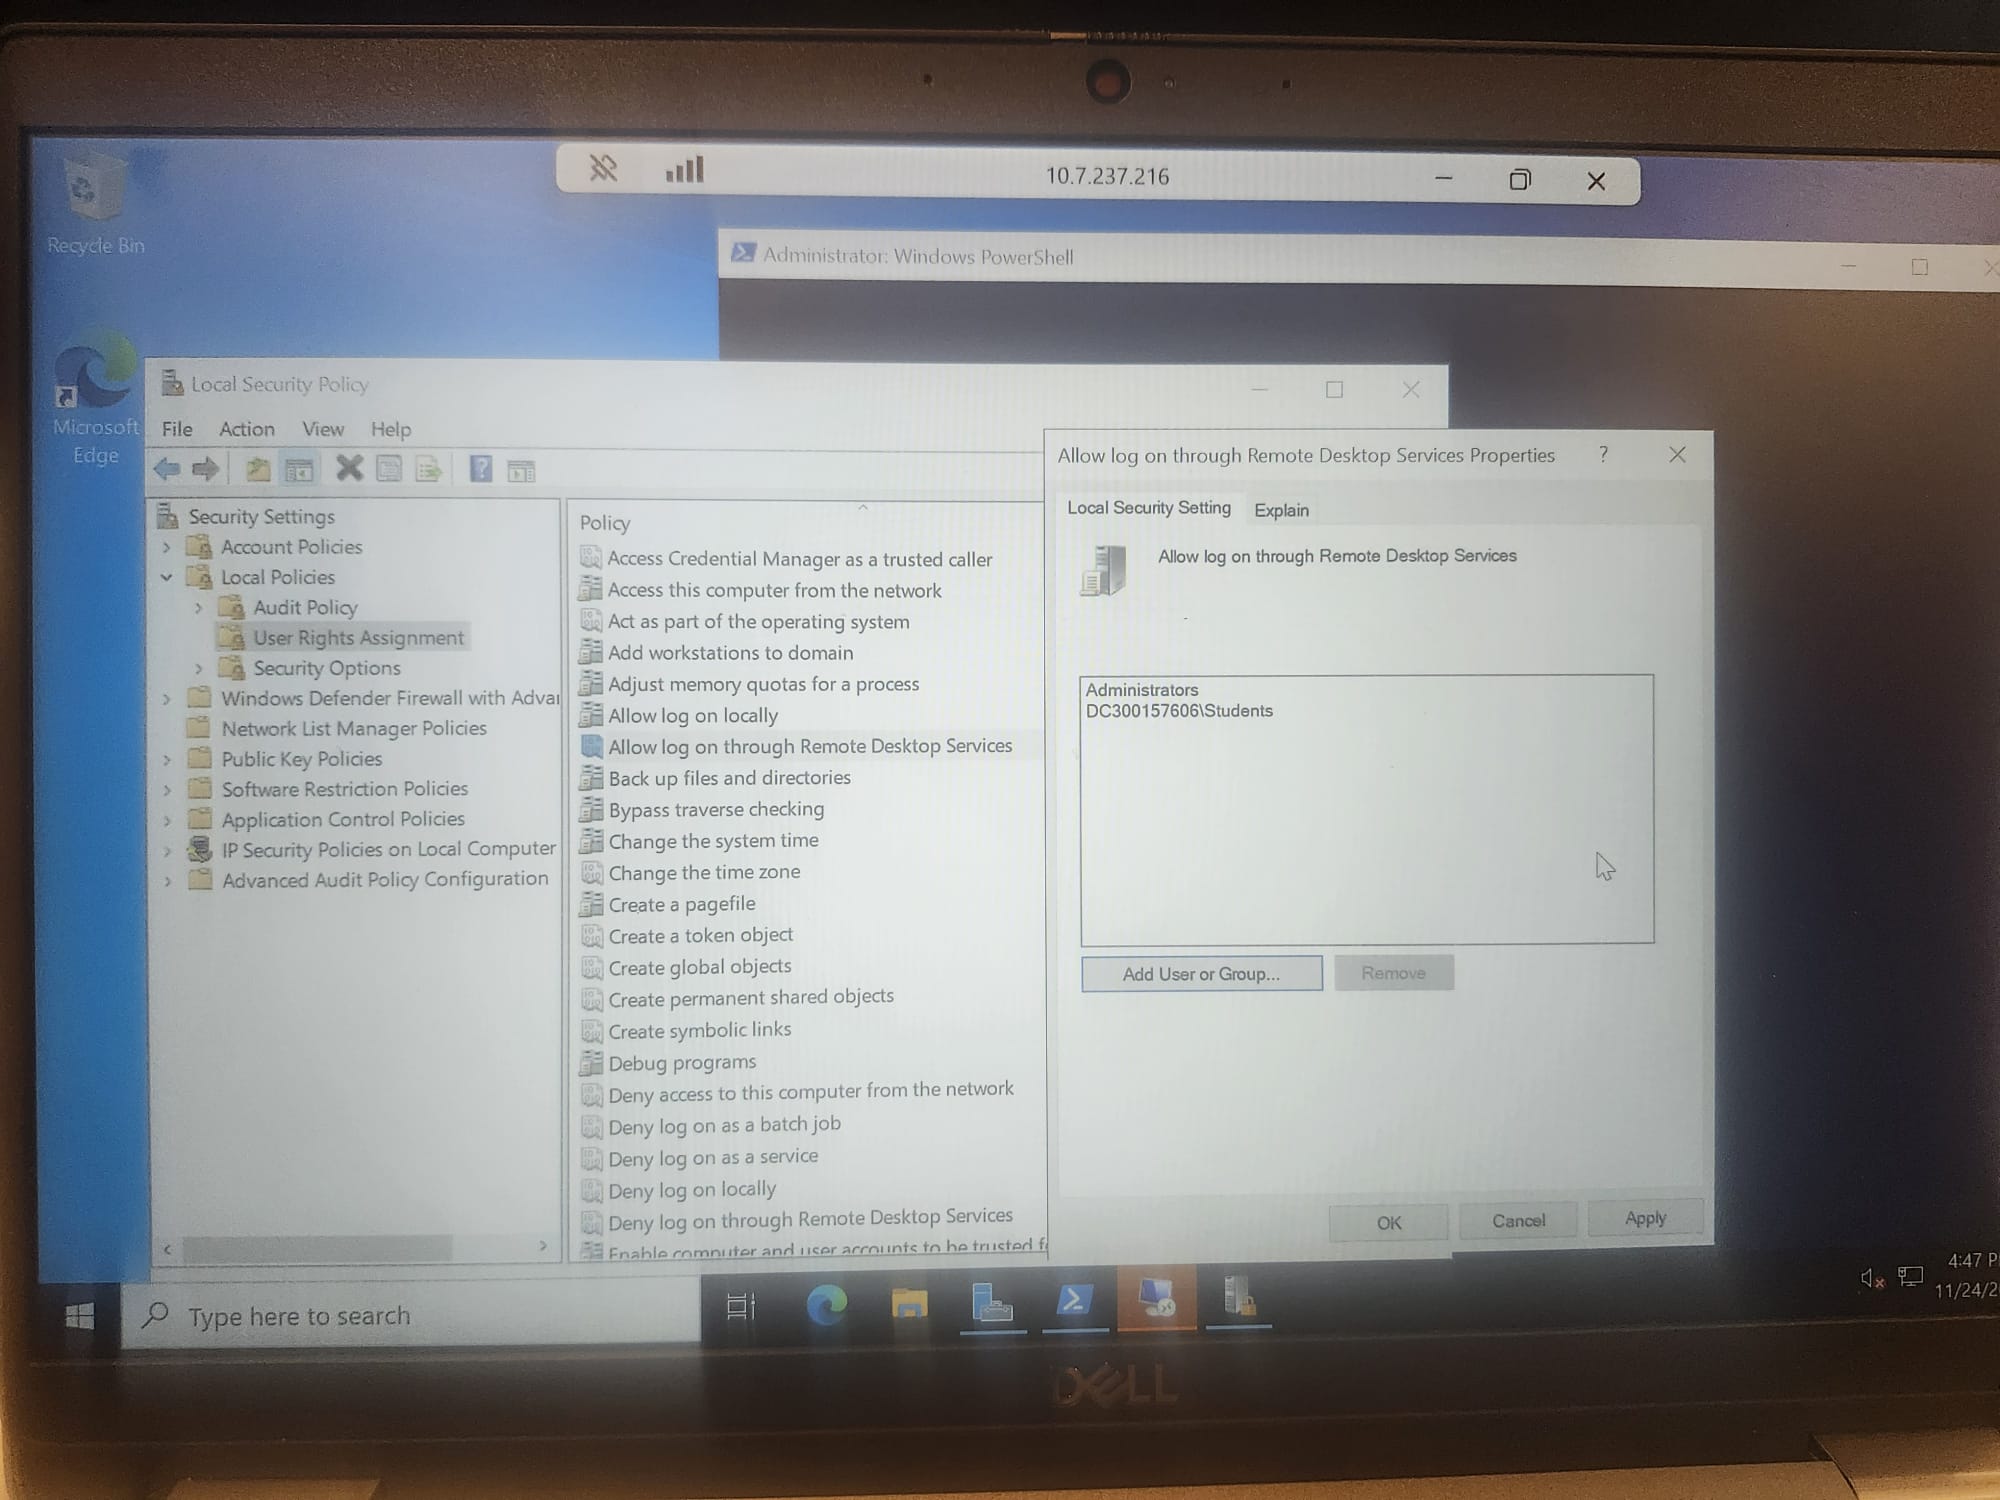 10.7.237.216
Recycle Bin
Administrator: Windows PowerShell
Microsoft
Edge
Local Security Policy
File Action View Help
Security Settings
Account Policies
Local Policies
Audit Policy
User Rights Assignment
Security Options
Windows Defender Firewall with Advai
Network List Manager Policies
Public Key Policies
Software Restriction Policies
Application Control Policies
IP Security Policies on Local Computer
Advanced Audit Policy Configuration
Policy
Access Credential Manager as a trusted caller
Access this computer from the network
Act as part of the operating system
Add workstations to domain
Adjust memory quotas for a process
Allow log on locally
Allow log on through Remote Desktop Services
Back up files and directories
Bypass traverse checking
Change the system time
Change the time zone
Create a pagefile
Create a token object
Create global objects
Create permanent shared objects
Create symbolic links
Debug programs
Deny access to this computer from the network
Deny log on as a batch job
Deny log on as a service
Deny log on locally
Deny log on through Remote Desktop Services
Enable computer and user accounts to be trusted f
Allow log on through Remote Desktop Services Properties ?
Local Security Setting Explain
Allow log on through Remote Desktop Services
Administrators
DC300157606\Students
Add User or Group... Remove
OK Cancel Apply
Type here to search
4:47 P
11/24/2
DELL